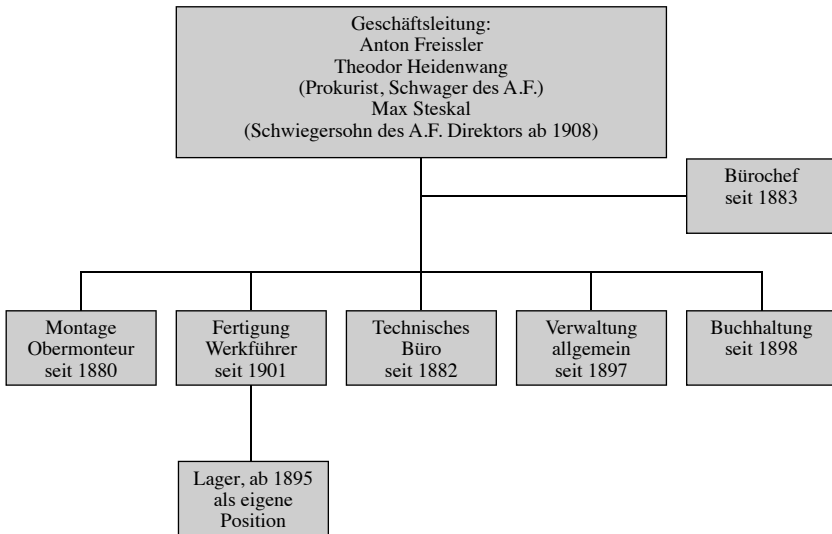 Geschäftsleitung:
Anton Freissler
Theodor Heidenwang
(Prokurist, Schwager des A.F.)
Max Steskal
(Schwiegersohn des A.F. Direktors ab 1908)
Bürochef
seit 1883
Montage
Obermonteur
seit 1880
Fertigung
Werkführer
seit 1901
Technisches
Büro
seit 1882
Verwaltung
allgemein
seit 1897
Buchhaltung
seit 1898
Lager, ab 1895
als eigene
Position